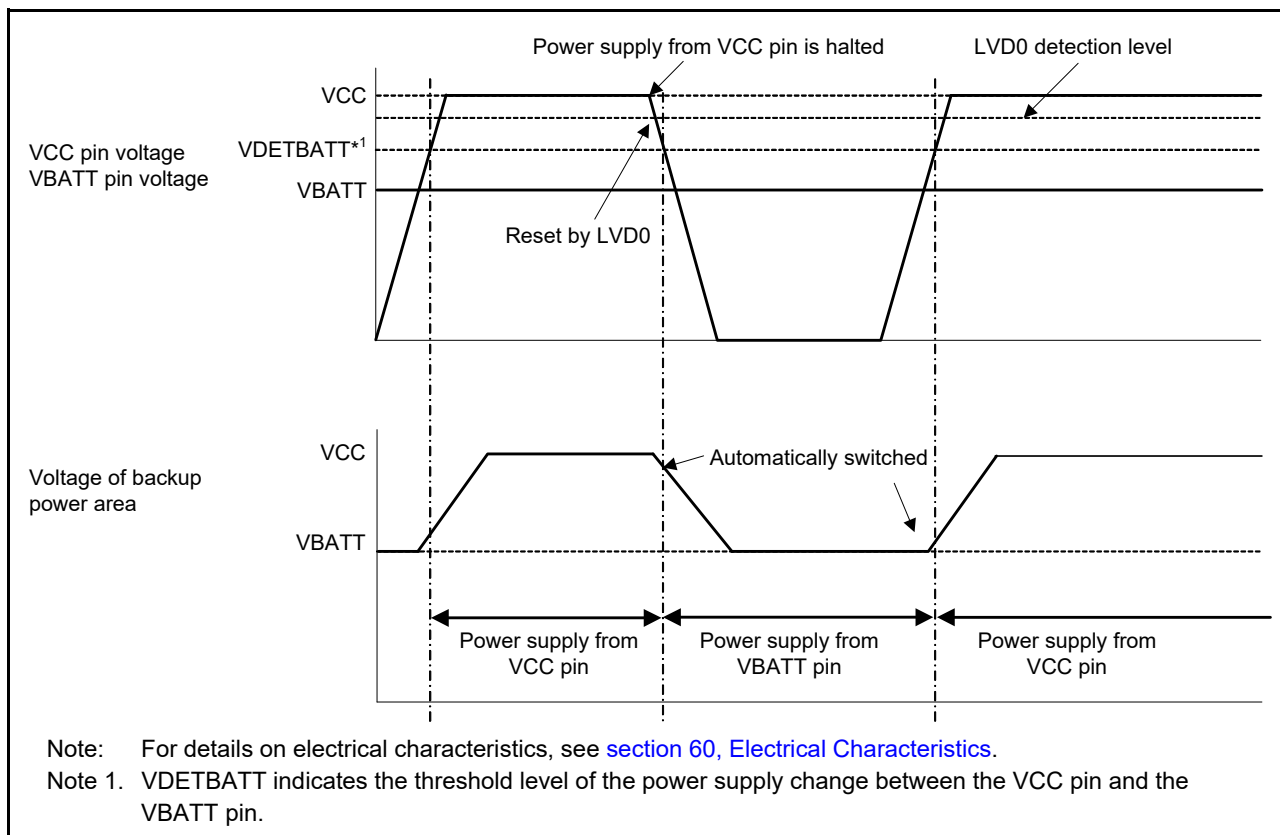 Power supply from VCC pin is halted
LVD0 detection level
VCC
VCC pin voltage
VBATT pin voltage
VDETBATT*1
VBATT
Reset by LVD0
Voltage of backup
power area
VCC
Automatically switched
VBATT
Power supply from
VCC pin
Power supply from
VBATT pin
Power supply from
VCC pin
Note: For details on electrical characteristics, see section 60, Electrical Characteristics.
Note 1. VDETBATT indicates the threshold level of the power supply change between the VCC pin and the
VBATT pin.